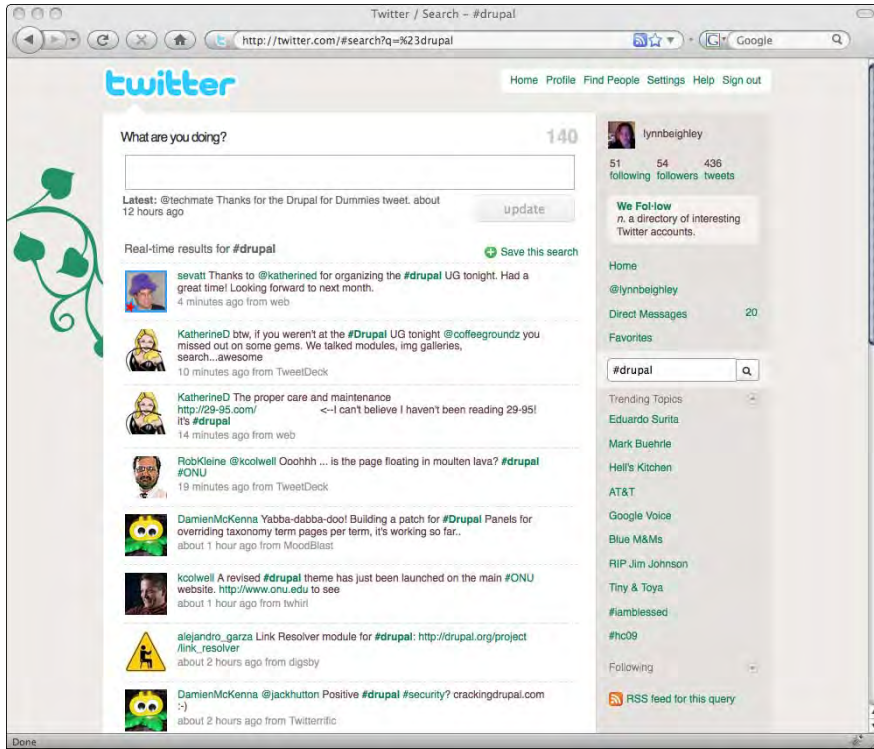 Twitter / Search – #drupal
http://twitter.com/#search?q=%23drupal
G
Google
twitter
Home Profile Find People Settings Help Sign out
What are you doing?
140
Latest: @techmate Thanks for the Drupal for Dummies tweet. about
12 hours ago
update
Real-time results for #drupal
Save this search
sevatt Thanks to @katherined for organizing the #drupal UG tonight. Had a
great time! Looking forward to next month.
4 minutes ago from web
KatherineD btw, if you weren't at the #Drupal UG tonight @coffeegroundz you
missed out on some gems. We talked modules, img galleries,
search...awesome
10 minutes ago from TweetDeck
KatherineD The proper care and maintenance
http://29-95.com/ <--I can't believe I haven't been reading 29-95!
it's #drupal
14 minutes ago from web
RobKleine @kcolwell Ooohhh ... is the page floating in moulten lava? #drupal
#ONU
19 minutes ago from TweetDeck
DamienMcKenna Yabba-dabba-doo! Building a patch for #Drupal Panels for
overriding taxonomy term pages per term, it's working so far..
about 1 hour ago from MoodBlast
kcolwell A revised #drupal theme has just been launched on the main #ONU
website. http://www.onu.edu to see
about 1 hour ago from twhirl
alejandro_garza Link Resolver module for #drupal: http://drupal.org/project
/link_resolver
about 2 hours ago from digsby
DamienMcKenna @jackhutton Positive #drupal #security? crackingdrupal.com
:-)
about 2 hours ago from Twitterrific
lynnbeighley
51 54 436
following followers tweets
We Fol·low
n. a directory of interesting
Twitter accounts.
Home
@lynnbeighley
Direct Messages 20
Favorites
#drupal
Trending Topics
Eduardo Surita
Mark Buehrle
Hell's Kitchen
AT&T
Google Voice
Blue M&Ms
RIP Jim Johnson
Tiny & Toya
#iamblessed
#hc09
Following
RSS feed for this query
Done